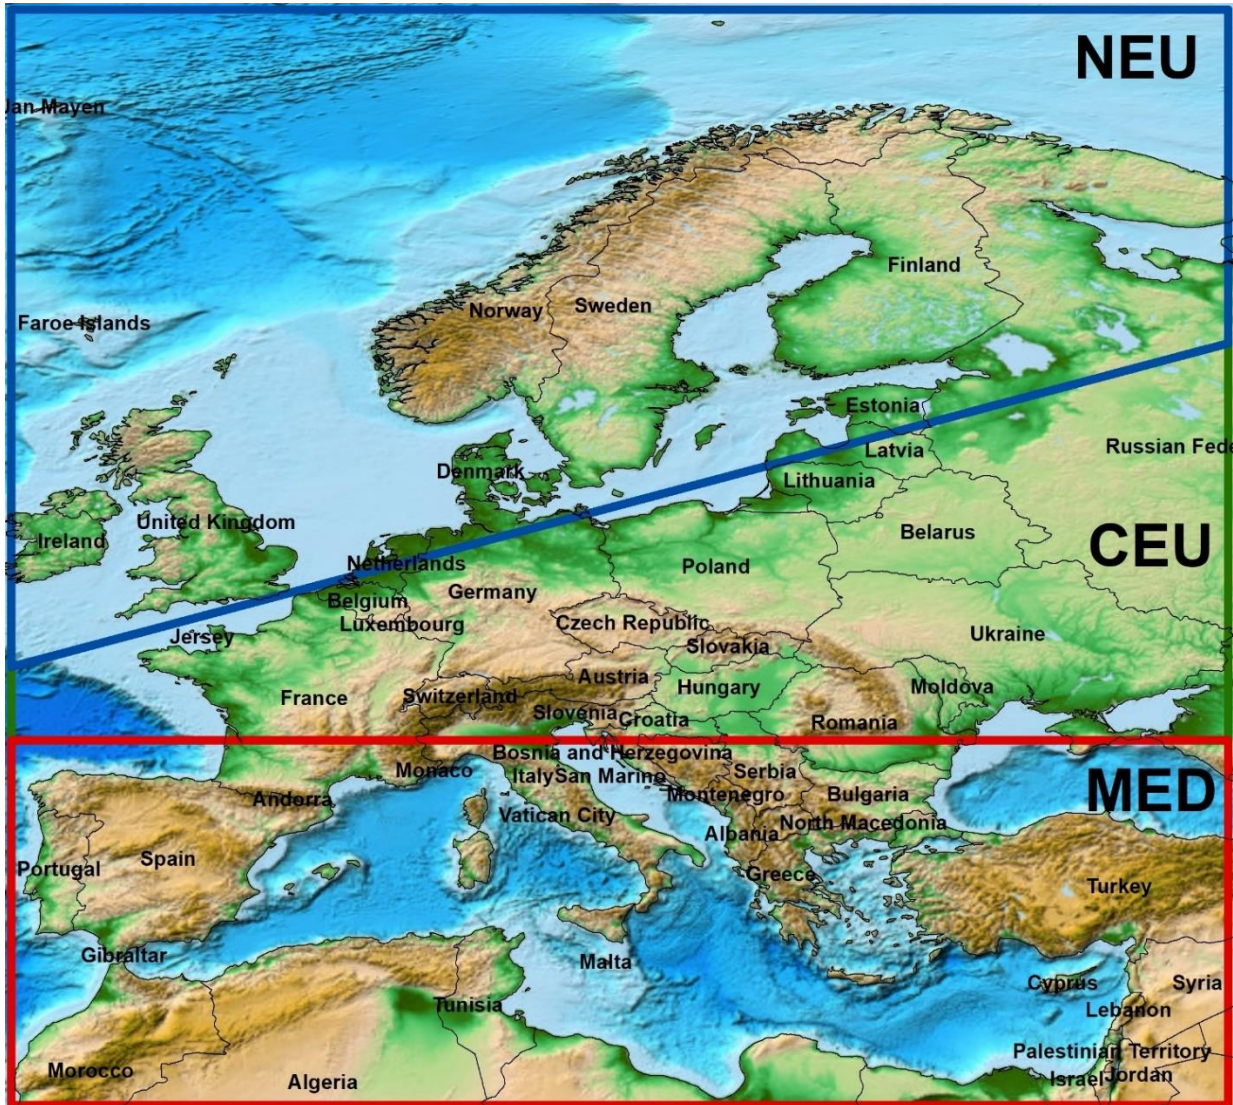 NEU
Jan Mayen
Finland
Norway
Sweden
Faroe Islands
Estonia
Latvia
Russian Fede
Denmark
Lithuania
United Kingdom
Ireland
Belarus
CEU
Netherlands
Poland
Germany
Belgium
Luxembourg
Czech Republic
Jersey
Ukraine
Slovakia
Austria
Hungary
Moldova
France
Switzerland
Slovenia
Croatia
Romania
Bosnia and Herzegovina
Monaco
Italy
San Marino
Serbia
MED
Andorra
Montenegro
Bulgaria
Vatican City
North Macedonia
Albania
Portugal
Spain
Greece
Turkey
Gibraltar
Malta
Cyprus
Syria
Tunisia
Lebanon
Palestinian Territory
Morocco
Algeria
Israel
Jordan